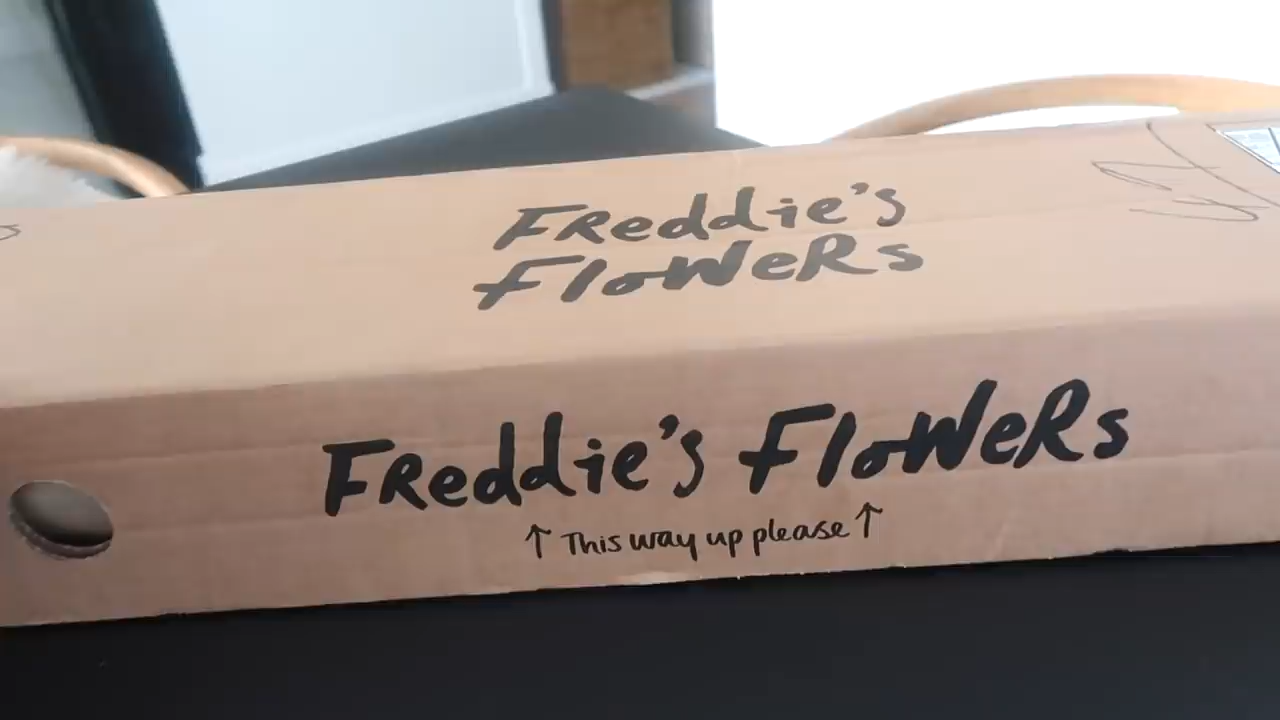 FReddie's
FloWeRs
FReddie's FloWeRs
↑ This way up please ↑